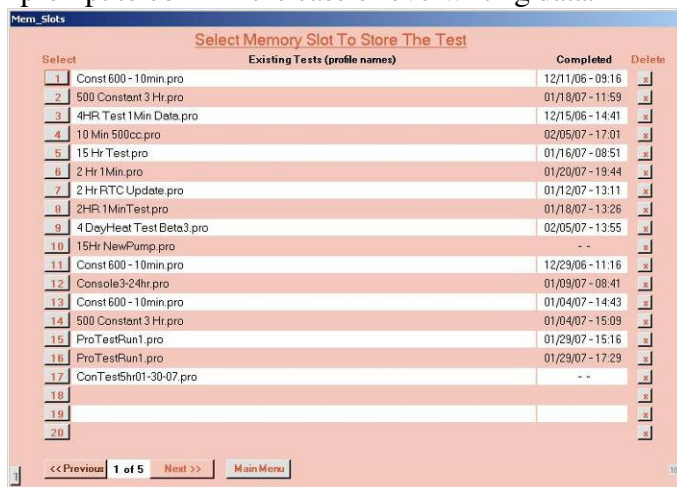 Mem_Slots
Select Memory Slot To Store The Test
Select Existing Tests (profile names) Completed Delete
1 Const 600 - 10min.pro 12/11/06 - 09:16 x
2 500 Constant 3 Hr.pro 01/18/07 - 11:59 x
3 4HR Test 1Min Data.pro 12/15/06 - 14:41 x
4 10 Min 500cc.pro 02/05/07 - 17:01 x
5 15 Hr Test.pro 01/16/07 - 08:51 x
6 2 Hr 1Min.pro 01/20/07 - 19:44 x
7 2 Hr RTC Update.pro 01/12/07 - 13:11 x
8 2HR 1MinTest.pro 01/18/07 - 13:26 x
9 4 DayHeat Test Beta3.pro 02/05/07 - 13:55 x
10 15Hr NewPump.pro - - x
11 Const 600 - 10min.pro 12/29/06 - 11:16 x
12 Console3-24hr.pro 01/09/07 - 08:41 x
13 Const 600 - 10min.pro 01/04/07 - 14:43 x
14 500 Constant 3 Hr.pro 01/04/07 - 15:09 x
15 ProTestRun1.pro 01/29/07 - 15:16 x
16 ProTestRun1.pro 01/29/07 - 17:29 x
17 ConTest5hr01-30-07.pro - - x
18 x
19 x
20 x
<< Previous 1 of 5 Next >> Main Menu
T